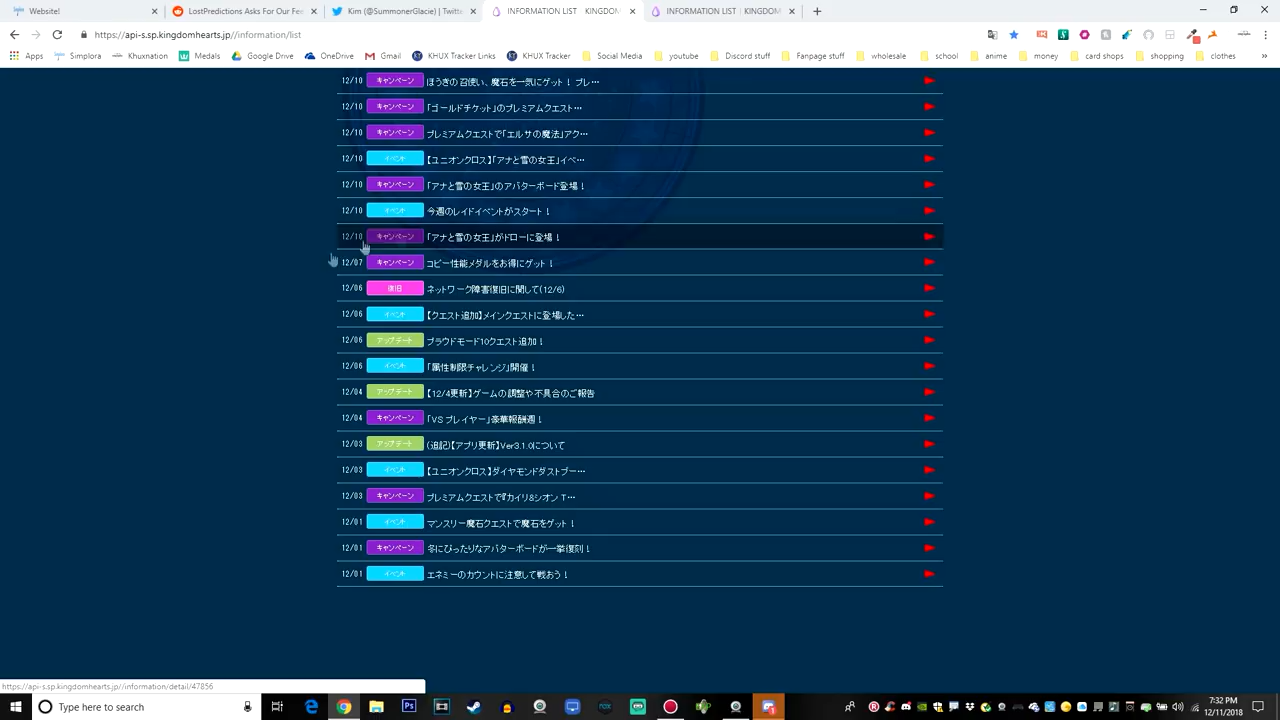 Website!
LostPredictions Asks For Our Fee
Kim (@SummonerGlacie) | Twitte
INFORMATION LIST | KINGDOM
INFORMATION LIST | KINGDOM
https://api-s.sp.kingdomhearts.jp//information/list
Apps
Simplora
Khuxnation
Medals
Google Drive
OneDrive
Gmail
KHUX Tracker Links
KHUX Tracker
Social Media
youtube
Discord stuff
Fanpage stuff
wholesale
school
anime
money
card shops
shopping
clothes
12/10 キャンペーン ほうきの召使い、魔石を一気にゲット！プレ…
12/10 キャンペーン 「ゴールドチケット」のプレミアムクエスト…
12/10 キャンペーン プレミアムクエストで「エルサの魔法」アク…
12/10 イベント 【ユニオンクロス】「アナと雪の女王」イベ…
12/10 キャンペーン 「アナと雪の女王」のアバターボード登場！
12/10 イベント 今週のレイドイベントがスタート！
12/10 キャンペーン 「アナと雪の女王」がドローに登場！
12/07 キャンペーン コピー性能メダルをお得にゲット！
12/06 復旧 ネットワーク障害復旧に関して(12/6)
12/06 イベント 【クエスト追加】メインクエストに登場した…
12/06 アップデート プラウドモード10クエスト追加！
12/06 イベント 「属性制限チャレンジ」開催！
12/04 アップデート 【12/4更新】ゲームの調整や不具合のご報告
12/04 キャンペーン 「VSプレイヤー」豪華報酬週！
12/03 アップデート (追記)【アプリ更新】Ver3.1.0について
12/03 イベント 【ユニオンクロス】ダイヤモンドダストブー…
12/03 キャンペーン プレミアムクエストで『カイリ&シオン T…
12/01 イベント マンスリー魔石クエストで魔石をゲット！
12/01 キャンペーン 冬にぴったりなアバターボードが一挙復刻！
12/01 イベント エネミーのカウントに注意して戦おう！
https://api-s.sp.kingdomhearts.jp//information/detail/47856
Type here to search
7:32 PM
12/11/2018